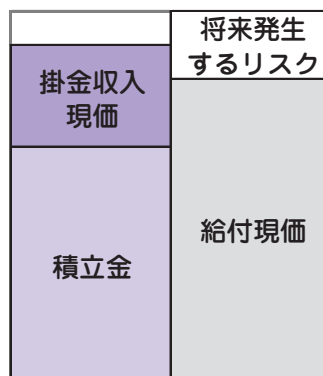 将来発生
するリスク
掛金収入
現価
積立金
給付現価